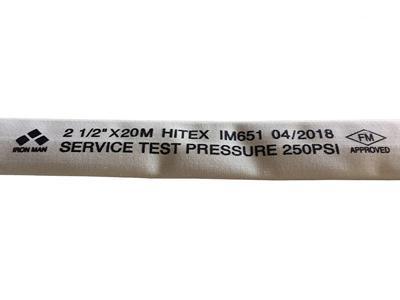 2 1/2" X20M HITEX IM651 04/2018
SERVICE TEST PRESSURE 250PSI
IRON MAN
FM
APPROVED